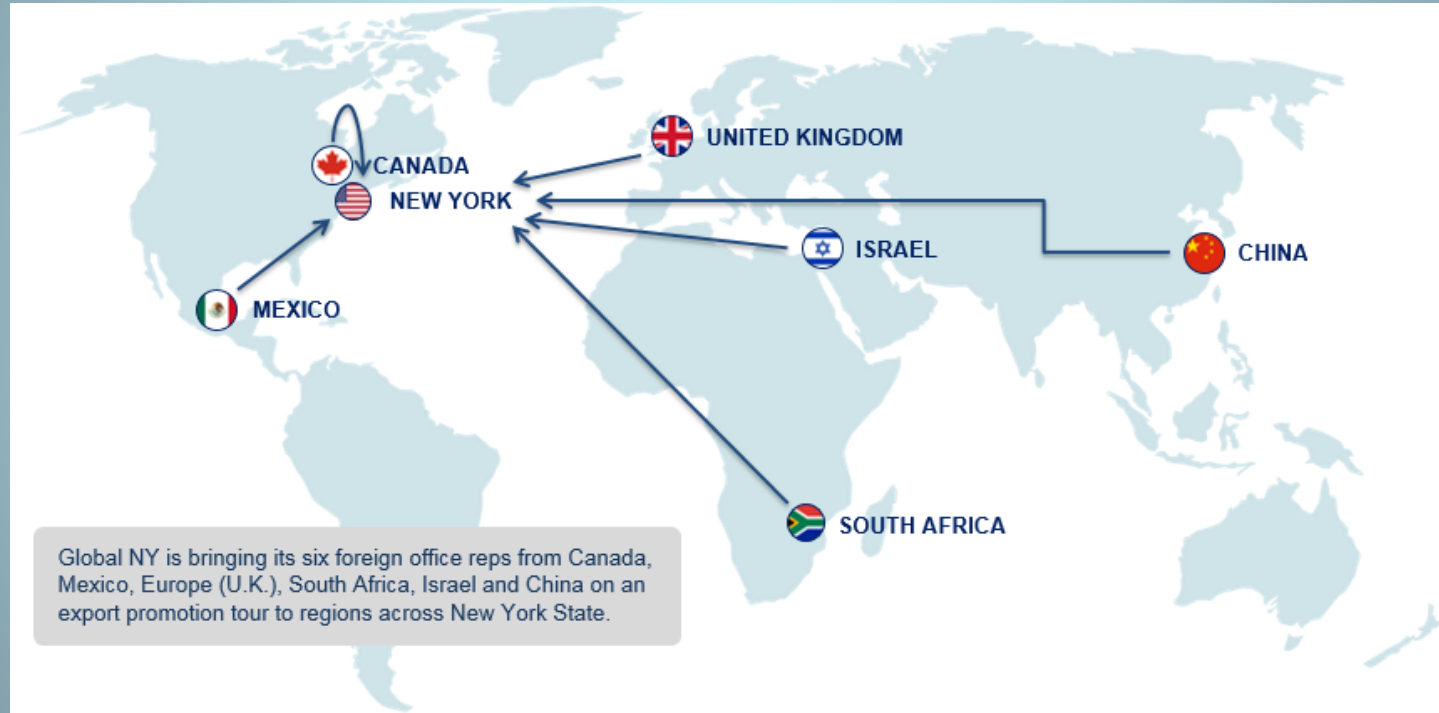 UNITED KINGDOM
CANADA
NEW YORK
ISRAEL
CHINA
MEXICO
SOUTH AFRICA
Global NY is bringing its six foreign office reps from Canada,
Mexico, Europe (U.K.), South Africa, Israel and China on an
export promotion tour to regions across New York State.